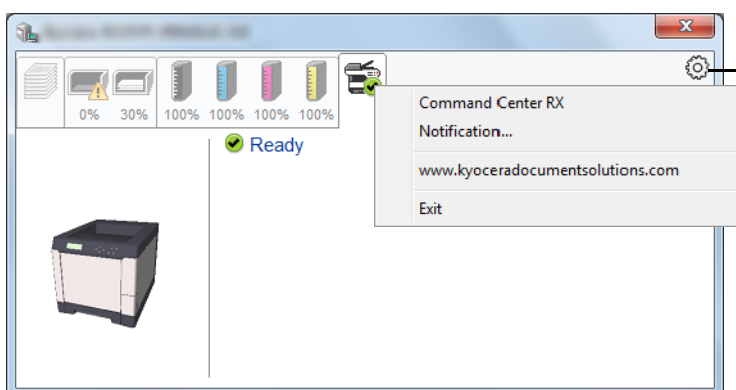 0% 30% 100% 100% 100% 100%
Ready
Command Center RX
Notification...
www.kyoceradocumentsolutions.com
Exit